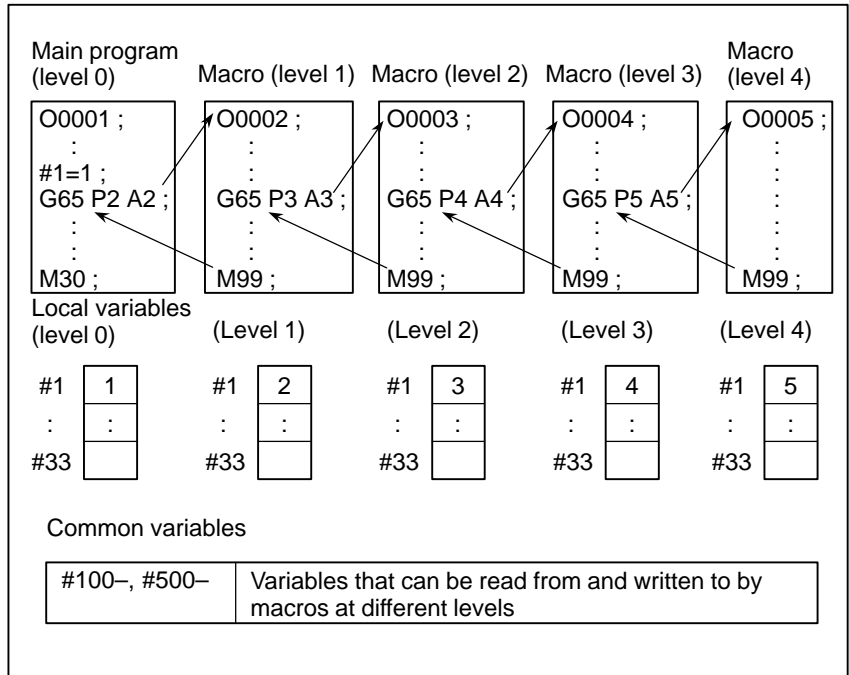 Main program
(level 0)
Macro (level 1)
Macro (level 2)
Macro (level 3)
Macro
(level 4)
O0001 ;
:
#1=1 ;
G65 P2 A2 ;
:
:
M30 ;
O0002 ;
:
:
G65 P3 A3 ;
:
:
M99 ;
O0003 ;
:
:
G65 P4 A4 ;
:
:
M99 ;
O0004 ;
:
:
G65 P5 A5 ;
:
:
M99 ;
O0005 ;
:
:
:
:
:
M99 ;
Local variables
(level 0)
(Level 1)
(Level 2)
(Level 3)
(Level 4)
#1 1
: :
#33
#1 2
: :
#33
#1 3
: :
#33
#1 4
: :
#33
#1 5
: :
#33
Common variables
#100–, #500– Variables that can be read from and written to by
macros at different levels